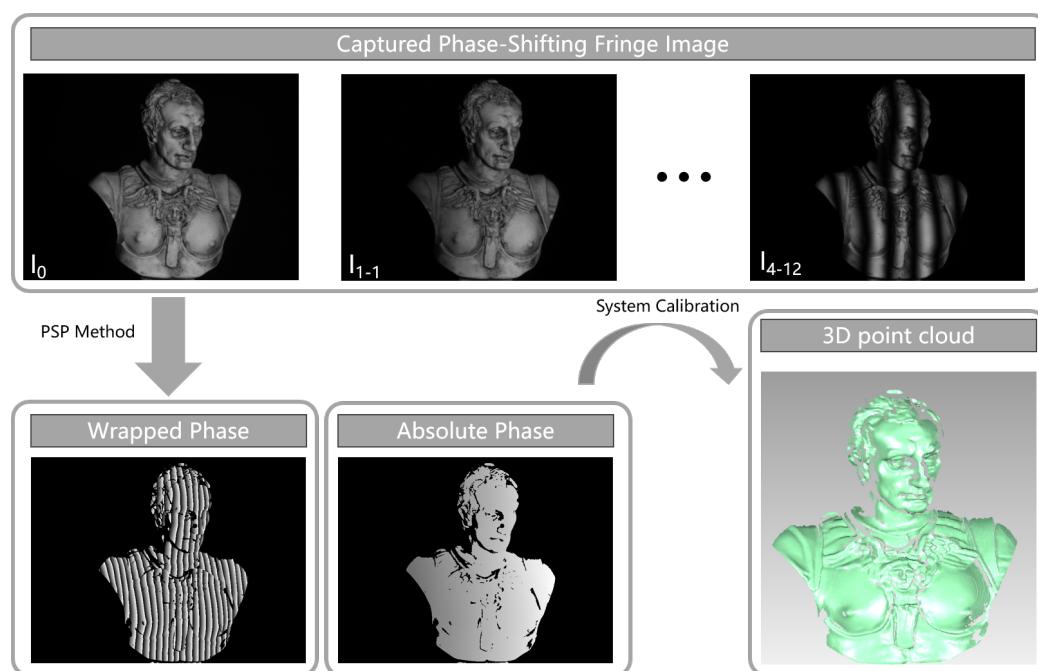 Captured Phase-Shifting Fringe Image
I0
I1-1
I4-12
PSP Method
System Calibration
3D point cloud
Wrapped Phase
Absolute Phase